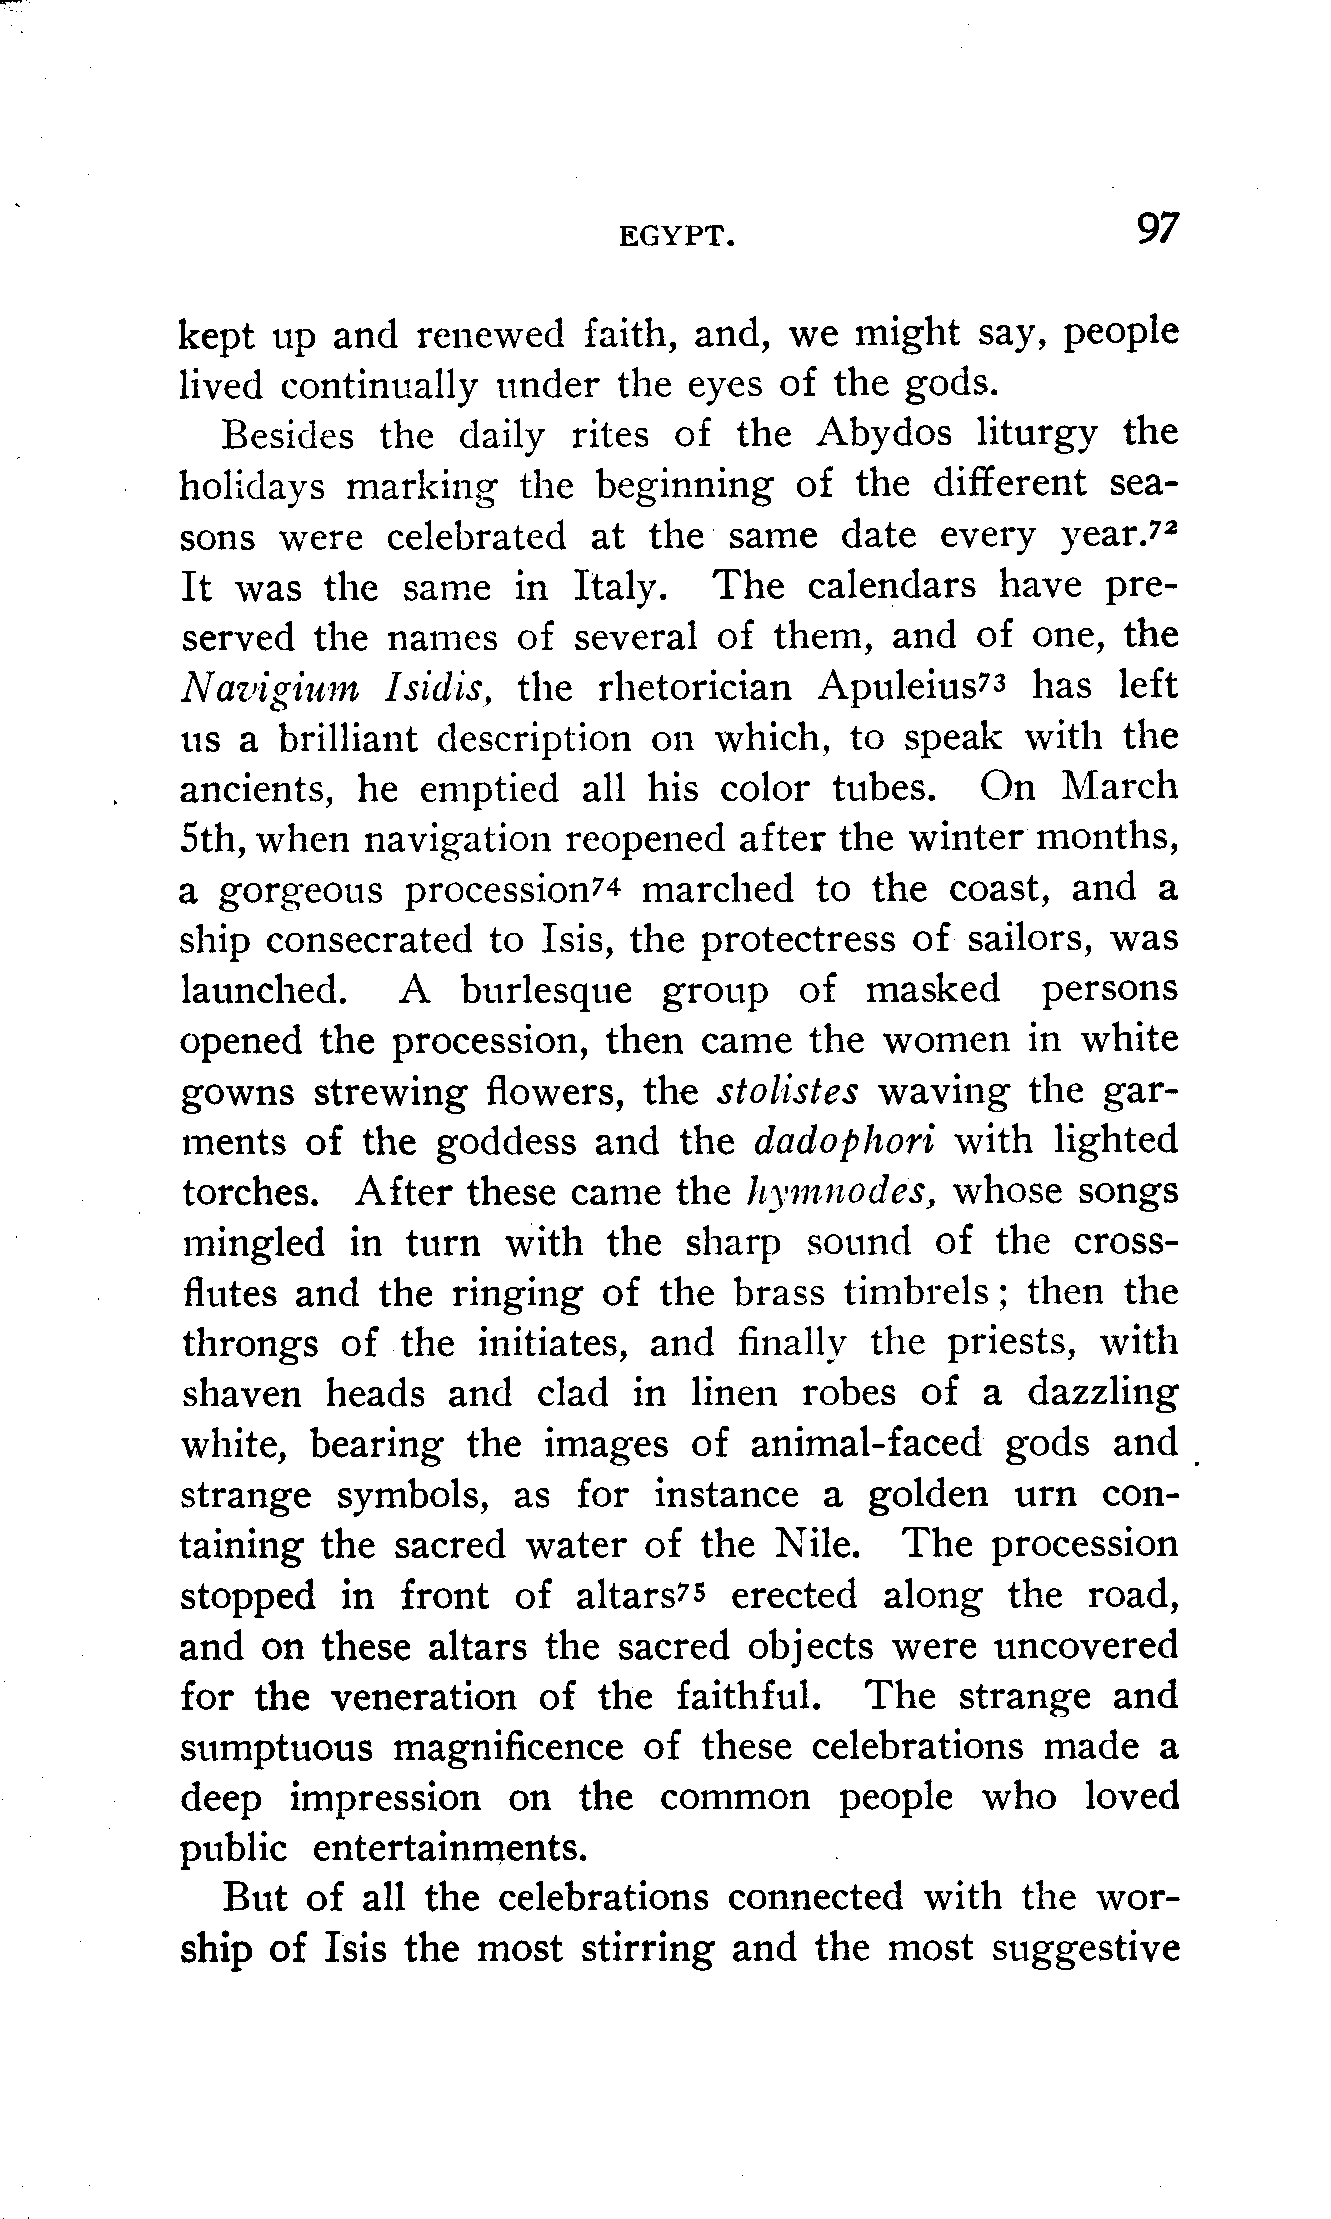 EGYPT. 97
kept up and renewed faith, and, we might say, people
lived continually under the eyes of the gods.
Besides the daily rites of the Abydos liturgy the
holidays marking the beginning of the different sea-
sons were celebrated at the same date every year.⁷²
It was the same in Italy. The calendars have pre-
served the names of several of them, and of one, the
Navigium Isidis, the rhetorician Apuleius⁷³ has left
us a brilliant description on which, to speak with the
ancients, he emptied all his color tubes. On March
5th, when navigation reopened after the winter months,
a gorgeous procession⁷⁴ marched to the coast, and a
ship consecrated to Isis, the protectress of sailors, was
launched. A burlesque group of masked persons
opened the procession, then came the women in white
gowns strewing flowers, the stolistes waving the gar-
ments of the goddess and the dadophori with lighted
torches. After these came the hymnodes, whose songs
mingled in turn with the sharp sound of the cross-
flutes and the ringing of the brass timbrels; then the
throngs of the initiates, and finally the priests, with
shaven heads and clad in linen robes of a dazzling
white, bearing the images of animal-faced gods and
strange symbols, as for instance a golden urn con-
taining the sacred water of the Nile. The procession
stopped in front of altars⁷⁵ erected along the road,
and on these altars the sacred objects were uncovered
for the veneration of the faithful. The strange and
sumptuous magnificence of these celebrations made a
deep impression on the common people who loved
public entertainments.
But of all the celebrations connected with the wor-
ship of Isis the most stirring and the most suggestive